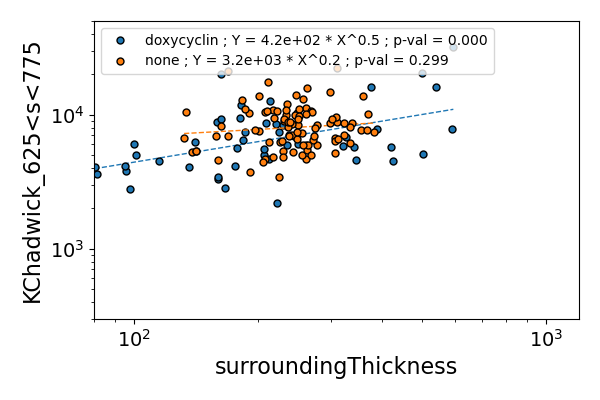 doxycyclin ; Y = 4.2e+02 * X^0.5 ; p-val = 0.000
none ; Y = 3.2e+03 * X^0.2 ; p-val = 0.299
KChadwick_625<s<775
10^4
10^3
10^2
10^3
surroundingThickness